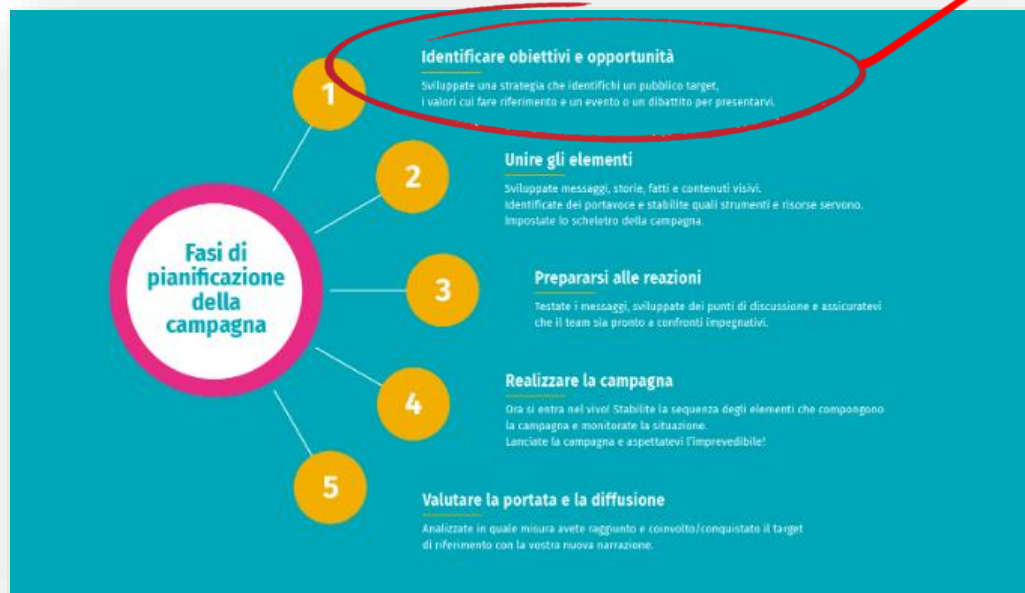 Fasi di
pianificazione
della
campagna
1
Identificare obiettivi e opportunità
Sviluppate una strategia che identifichi un pubblico target,
i valori cui fare riferimento e un evento o un dibattito per presentarvi.
2
Unire gli elementi
Sviluppate messaggi, storie, fatti e contenuti visivi.
Identificate dei portavoce e stabilite quali strumenti e risorse servono.
Impostate lo scheletro della campagna.
3
Prepararsi alle reazioni
Testate i messaggi, sviluppate dei punti di discussione e assicuratevi
che il team sia pronto a confronti impegnativi.
4
Realizzare la campagna
Ora si entra nel vivo! Stabilite la sequenza degli elementi che compongono
la campagna e monitorate la situazione.
Lanciate la campagna e aspettatevi l'imprevedibile!
5
Valutare la portata e la diffusione
Analizzate in quale misura avete raggiunto e coinvolto/conquistato il target
di riferimento con la vostra nuova narrazione.